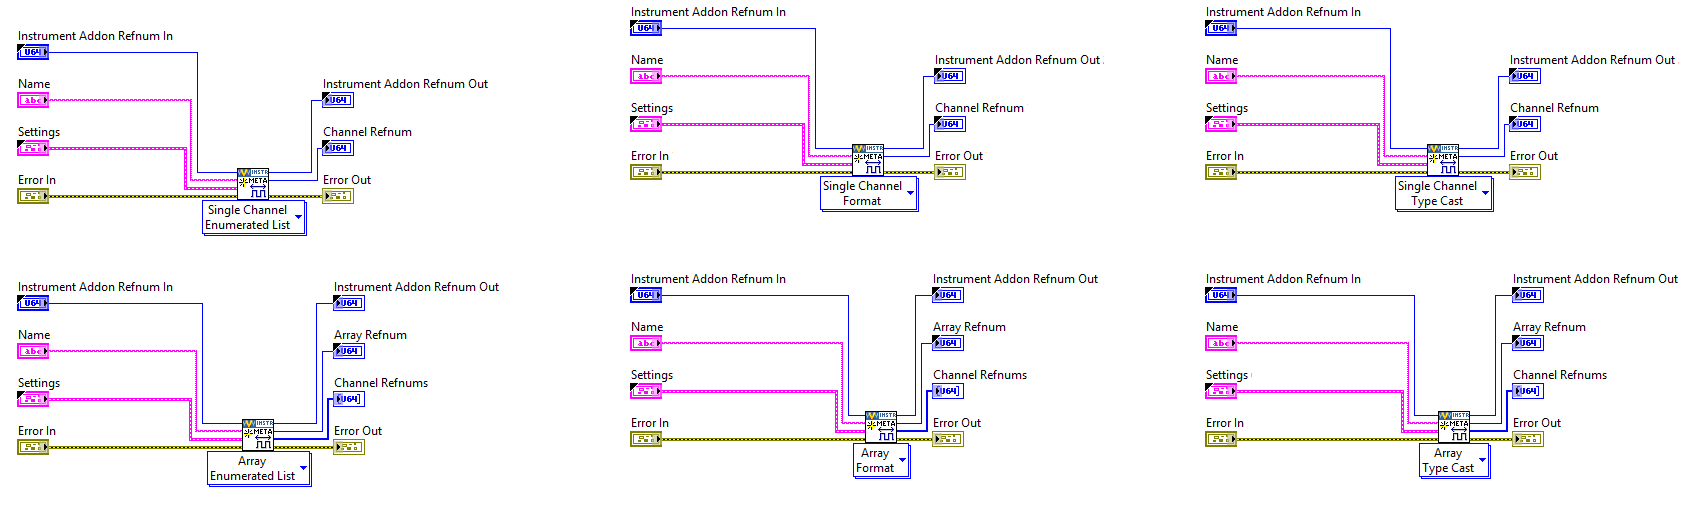 Instrument Addon Refnum In
U64
Name
abc
Settings
Error In
Instrument Addon Refnum Out
U64
Channel Refnum
U64
Error Out
INSTR
META
Single Channel
Enumerated List
Instrument Addon Refnum In
U64
Name
abc
Settings
Error In
Instrument Addon Refnum Out
U64
Channel Refnum
U64
Error Out
INSTR
META
Single Channel
Format
Instrument Addon Refnum In
U64
Name
abc
Settings
Error In
Instrument Addon Refnum Out
U64
Channel Refnum
U64
Error Out
INSTR
META
Single Channel
Type Cast
Instrument Addon Refnum In
U64
Name
abc
Settings
Error In
Instrument Addon Refnum Out
U64
Array Refnum
U64
Channel Refnums
U64]
Error Out
INSTR
META
Array
Enumerated List
Instrument Addon Refnum In
U64
Name
abc
Settings
Error In
Instrument Addon Refnum Out
U64
Array Refnum
U64
Channel Refnums
U64]
Error Out
INSTR
META
Array
Format
Instrument Addon Refnum In
U64
Name
abc
Settings
Error In
Instrument Addon Refnum Out
U64
Array Refnum
U64
Channel Refnums
U64]
Error Out
INSTR
META
Array
Type Cast